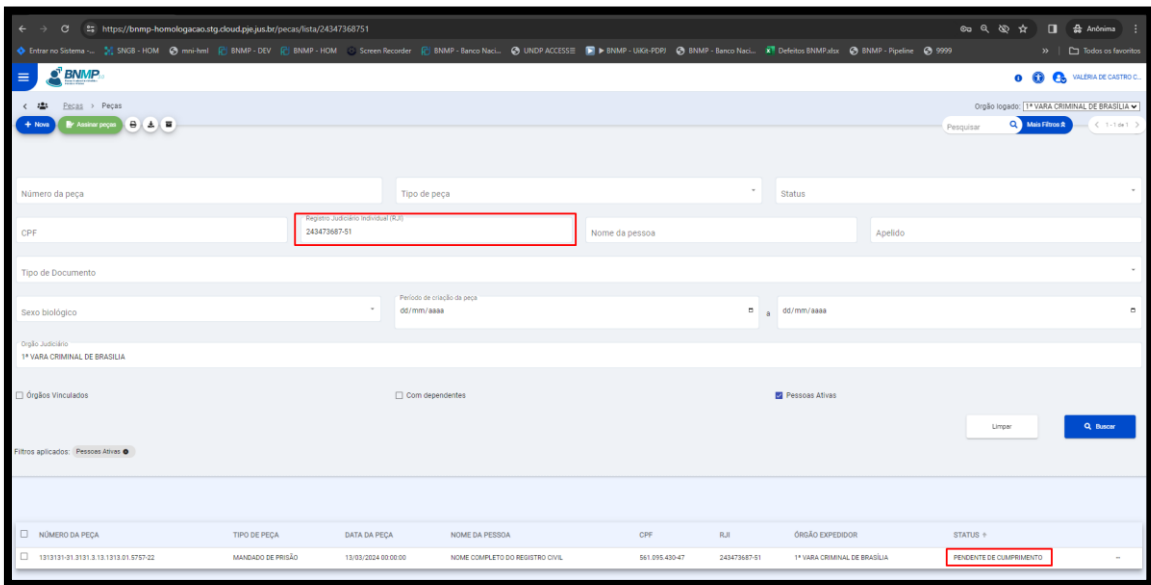 https://bnmp-homologacao.stg.cloud.pje.jus.br/pecas/lista/24347368751
Anônima
Entrar no Sistema -... SNGB - HOM mni-hml BNMP - DEV BNMP - HOM Screen Recorder BNMP - Banco Naci... UNDP ACCESS!!! BNMP - UAKit-PDPJ BNMP - Banco Naci... Defeitos BNMP.xlsx BNMP - Pipeline 9999 » Todos os favoritos
BNMP
VALÉRIA DE CASTRO C...
Peças > Peças
Orgão logado: 1ª VARA CRIMINAL DE BRASÍLIA
+ Nova Assinar peças
Pesquisar Mais Filtros 1 - 1 de 1
Número da peça Tipo de peça Status
Registro Judiciário Individual (RJI)
CPF 243473687-51 Nome da pessoa Apelido
Tipo de Documento
Período de criação da peça
Sexo biológico dd/mm/aaaa a dd/mm/aaaa
Orgão Judiciário
1ª VARA CRIMINAL DE BRASILIA
Órgãos Vinculados Com dependentes Pessoas Ativas
Limpar Buscar
Filtros aplicados: Pessoas Ativas
NÚMERO DA PEÇA TIPO DE PEÇA DATA DA PEÇA NOME DA PESSOA CPF RJI ÓRGÃO EXPEDIDOR STATUS
1313131-31.3131.3.13.1313.01.5757-22 MANDADO DE PRISÃO 13/03/2024 00:00:00 NOME COMPLETO DO REGISTRO CIVIL 561.095.430-47 243473687-51 1ª VARA CRIMINAL DE BRASÍLIA PENDENTE DE CUMPRIMENTO